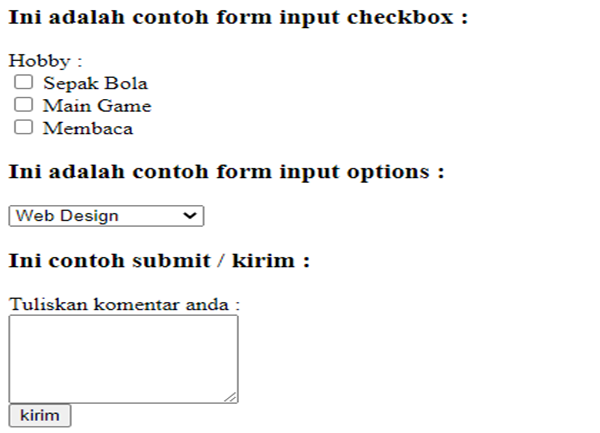 Ini adalah contoh form input checkbox :
Hobby :
Sepak Bola
Main Game
Membaca
Ini adalah contoh form input options :
Web Design
Ini contoh submit / kirim :
Tuliskan komentar anda :
kirim